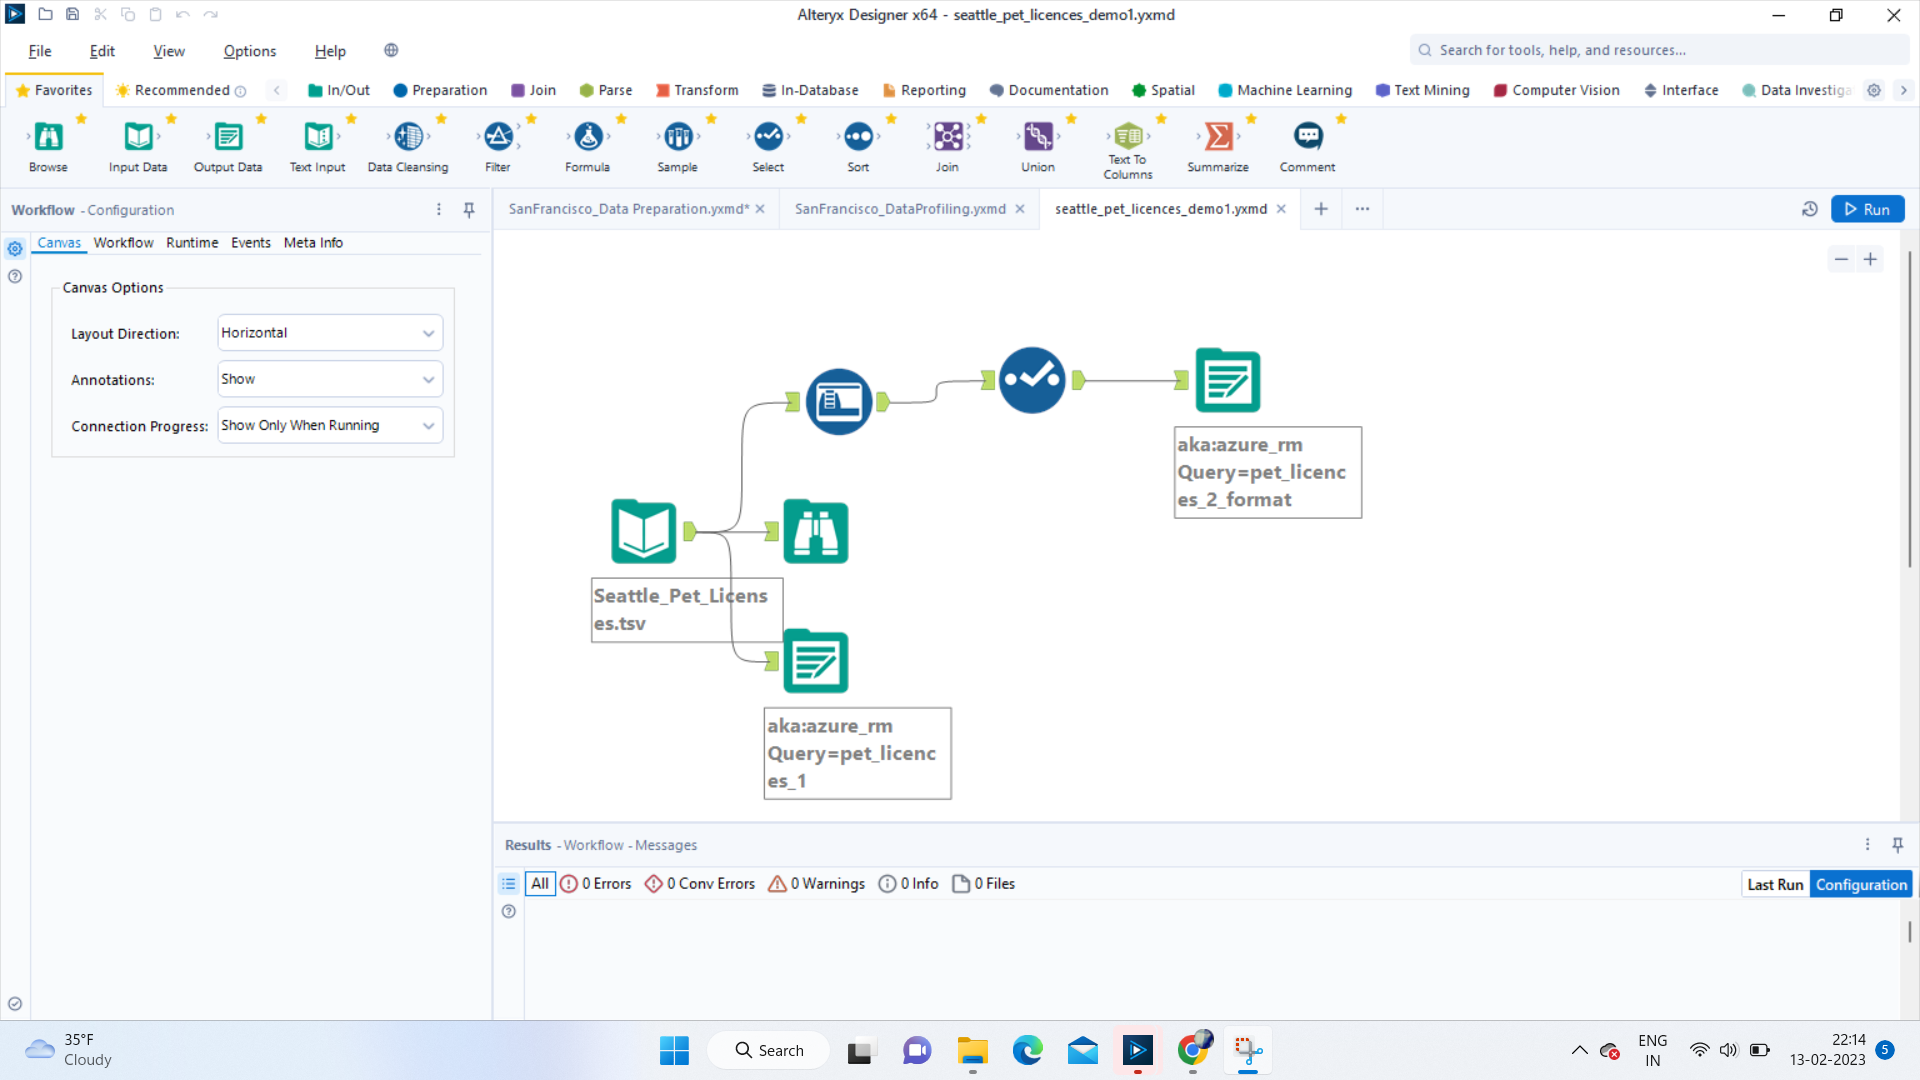 Alteryx Designer x64 - seattle_pet_licences_demo1.yxmd
File Edit View Options Help
Search for tools, help, and resources...
Favorites Recommended In/Out Preparation Join Parse Transform In-Database Reporting Documentation Spatial Machine Learning Text Mining Computer Vision Interface Data Investiga
Browse Input Data Output Data Text Input Data Cleansing Filter Formula Sample Select Sort Join Union Text To Columns Summarize Comment
Workflow - Configuration
SanFrancisco_Data Preparation.yxmd* SanFrancisco_DataProfiling.yxmd seattle_pet_licences_demo1.yxmd
Run
Canvas Workflow Runtime Events Meta Info
Canvas Options
Layout Direction: Horizontal
Annotations: Show
Connection Progress: Show Only When Running
aka:azure_rm
Query=pet_licenc
es_2_format
Seattle_Pet_Licens
es.tsv
aka:azure_rm
Query=pet_licenc
es_1
Results - Workflow - Messages
All 0 Errors 0 Conv Errors 0 Warnings 0 Info 0 Files
Last Run Configuration
35°F
Cloudy
Search
ENG
IN
22:14
13-02-2023
5